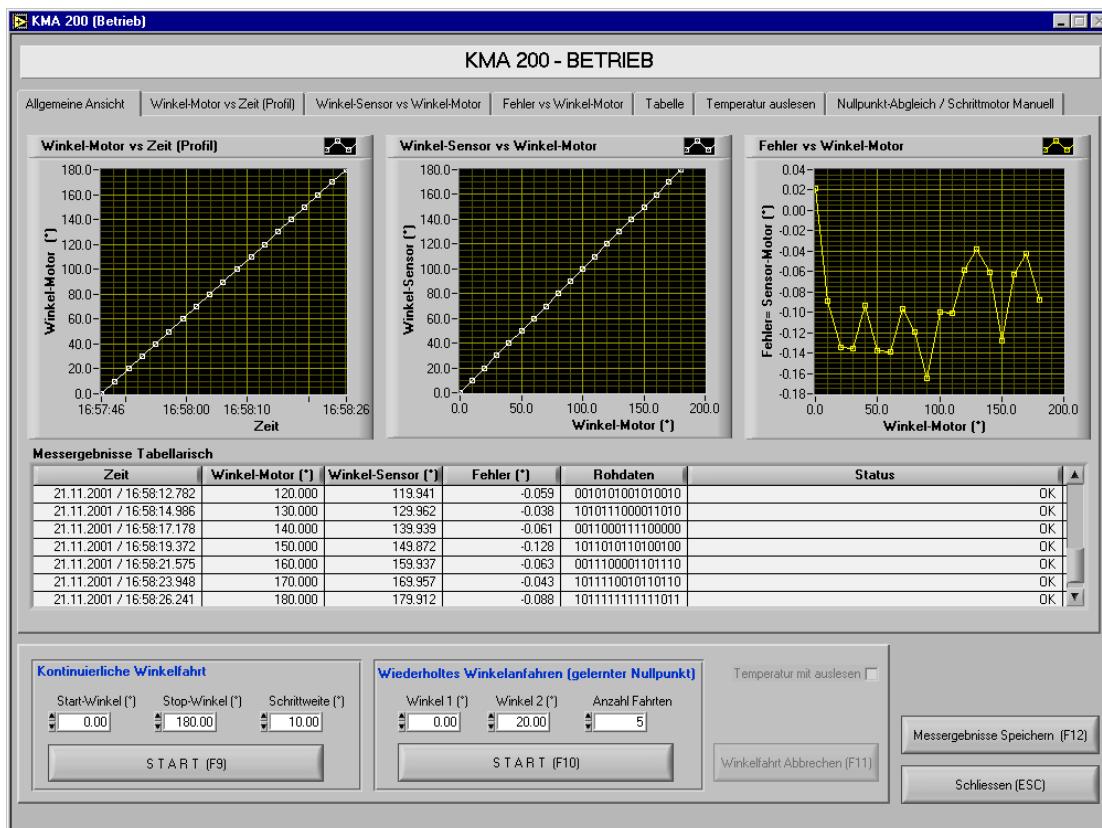 KMA 200 (Betrieb)
KMA 200 - BETRIEB
Allgemeine Ansicht
Winkel-Motor vs Zeit (Profil)
Winkel-Sensor vs Winkel-Motor
Fehler vs Winkel-Motor
Tabelle
Temperatur auslesen
Nullpunkt-Abgleich / Schrittmotor Manuell
Winkel-Motor vs Zeit (Profil)
180.0
160.0
140.0
120.0
100.0
80.0
60.0
40.0
20.0
0.0
Winkel-Motor (°)
16:57:46 16:58:00 16:58:10 16:58:26
Zeit
Winkel-Sensor vs Winkel-Motor
180.0
160.0
140.0
120.0
100.0
80.0
60.0
40.0
20.0
0.0
Winkel-Sensor (°)
0.0 50.0 100.0 150.0 200.0
Winkel-Motor (°)
Fehler vs Winkel-Motor
0.04
0.02
0.00
-0.02
-0.04
-0.06
-0.08
-0.10
-0.12
-0.14
-0.16
-0.18
Fehler= Sensor-Motor (°)
0.0 50.0 100.0 150.0 200.0
Winkel-Motor (°)
Messergebnisse Tabellarisch
Zeit Winkel-Motor (°) Winkel-Sensor (°) Fehler (°) Rohdaten Status
21.11.2001 / 16:58:12.782 120.000 119.941 -0.059 0010101001010010 OK
21.11.2001 / 16:58:14.986 130.000 129.962 -0.038 1010111000011010 OK
21.11.2001 / 16:58:17.178 140.000 139.939 -0.061 0011000111100000 OK
21.11.2001 / 16:58:19.372 150.000 149.872 -0.128 1011010110100100 OK
21.11.2001 / 16:58:21.575 160.000 159.937 -0.063 0011100001101110 OK
21.11.2001 / 16:58:23.948 170.000 169.957 -0.043 1011110010110110 OK
21.11.2001 / 16:58:26.241 180.000 179.912 -0.088 1011111111111011 OK
Kontinuierliche Winkelfahrt
Start-Winkel (°) Stop-Winkel (°) Schrittweite (°)
0.00 180.00 10.00
S T A R T (F9)
Wiederholtes Winkelanfahren (gelernter Nullpunkt)
Winkel 1 (°) Winkel 2 (°) Anzahl Fahrten
0.00 20.00 5
S T A R T (F10)
Temperatur mit auslesen
Winkelfahrt Abbrechen (F11)
Messergebnisse Speichern (F12)
Schliessen (ESC)